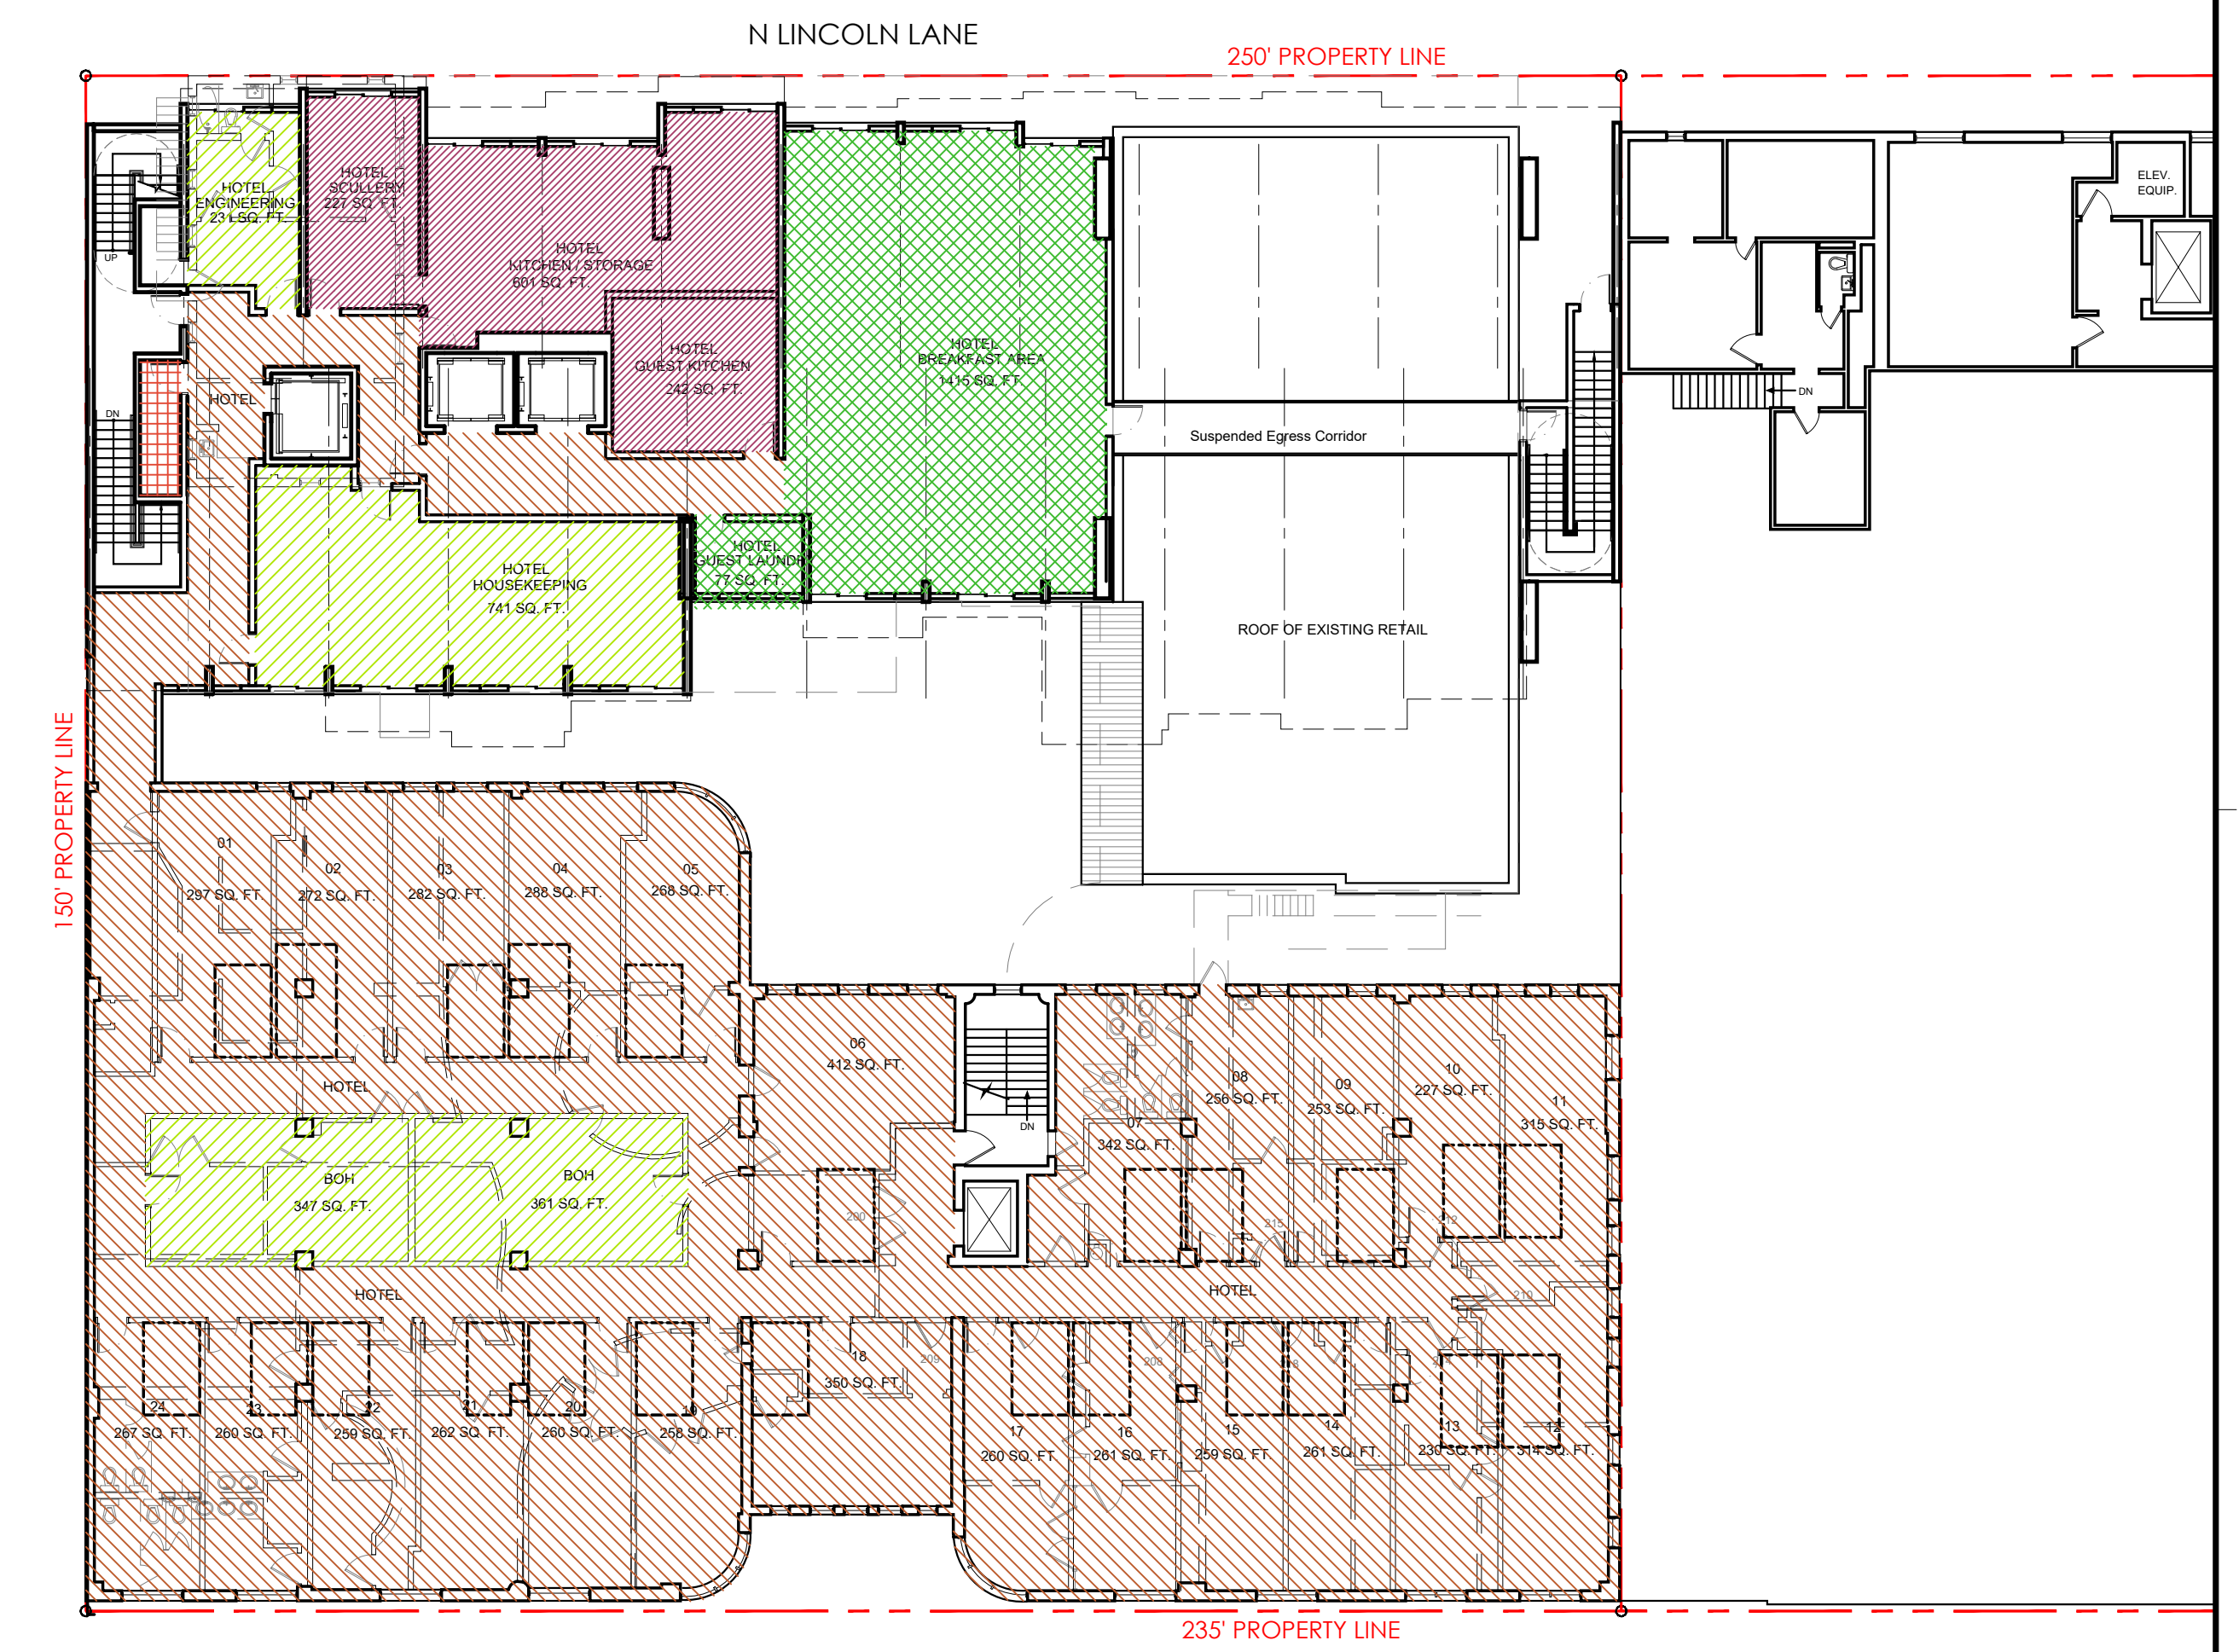 N LINCOLN LANE
250' PROPERTY LINE
HOTEL
ENGINEERING
231 SQ. FT.
HOTEL
SCULLERY
227 SQ. FT.
HOTEL
KITCHEN / STORAGE
601 SQ. FT.
HOTEL
GUEST KITCHEN
242 SQ. FT.
HOTEL
BREAKFAST AREA
1415 SQ. FT.
ELEV.
EQUIP.
UP
DN
HOTEL
DN
Suspended Egress Corridor
HOTEL
HOUSEKEEPING
741 SQ. FT.
HOTEL
GUEST LAUND
77 SQ. FT.
ROOF OF EXISTING RETAIL
150' PROPERTY LINE
01
297 SQ. FT.
02
272 SQ. FT.
03
282 SQ. FT.
04
288 SQ. FT.
05
268 SQ. FT.
06
412 SQ. FT.
HOTEL
DN
07
342 SQ. FT.
08
256 SQ. FT.
09
253 SQ. FT.
10
227 SQ. FT.
11
315 SQ. FT.
BOH
347 SQ. FT.
BOH
361 SQ. FT.
200
215
212
210
HOTEL
HOTEL
209
208
24
267 SQ. FT.
23
260 SQ. FT.
22
259 SQ. FT.
21
262 SQ. FT.
20
260 SQ. FT.
19
258 SQ. FT.
18
350 SQ. FT.
17
260 SQ. FT
16
261 SQ. FT.
15
259 SQ. FT.
14
261 SQ. FT.
13
230 SQ. FT.
12
314 SQ. FT.
235' PROPERTY LINE